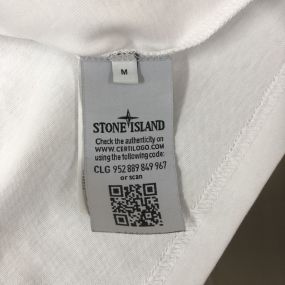 M
STONE ISLAND
Check the authenticity on
WWW.CERTILOGO.COM
using the following code:
CLG 952 889 849 967
or scan